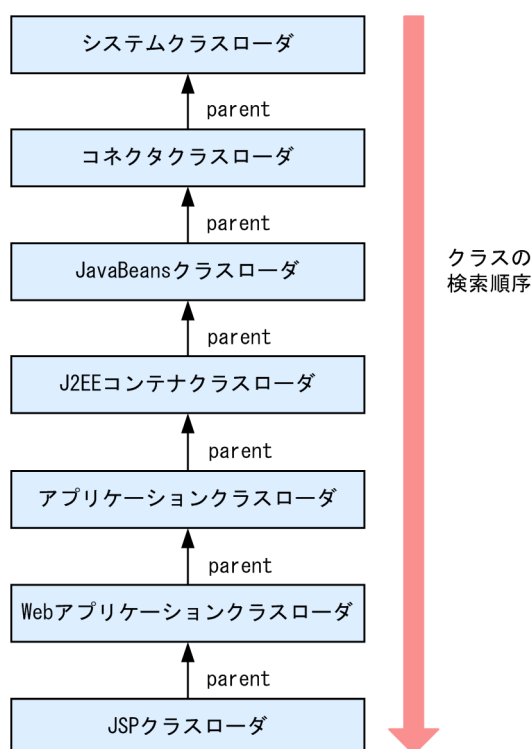 システムクラスローダ
parent
コネクタクラスローダ
parent
JavaBeansクラスローダ
クラスの
検索順序
parent
J2EEコンテナクラスローダ
parent
アプリケーションクラスローダ
parent
Webアプリケーションクラスローダ
parent
JSPクラスローダ